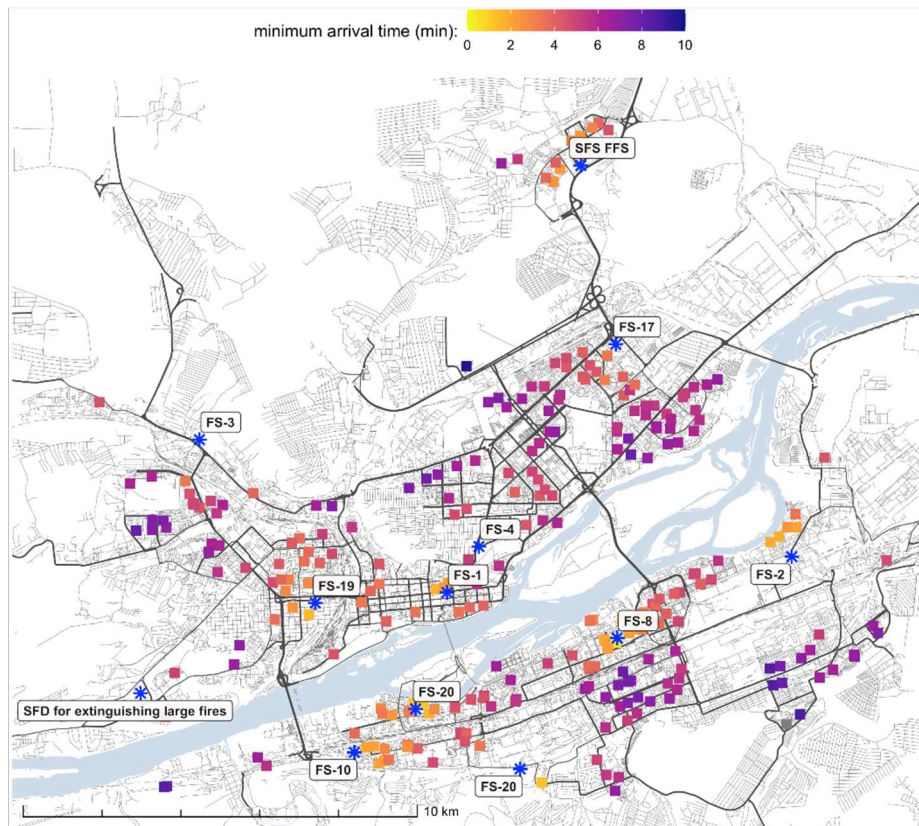 minimum arrival time (min):
0 2 4 6 8 10
SFS FFS
FS-17
FS-3
FS-4
FS-1
FS-19
FS-2
FS-8
FS-20
SFD for extinguishing large fires
FS-10
FS-20
10 km